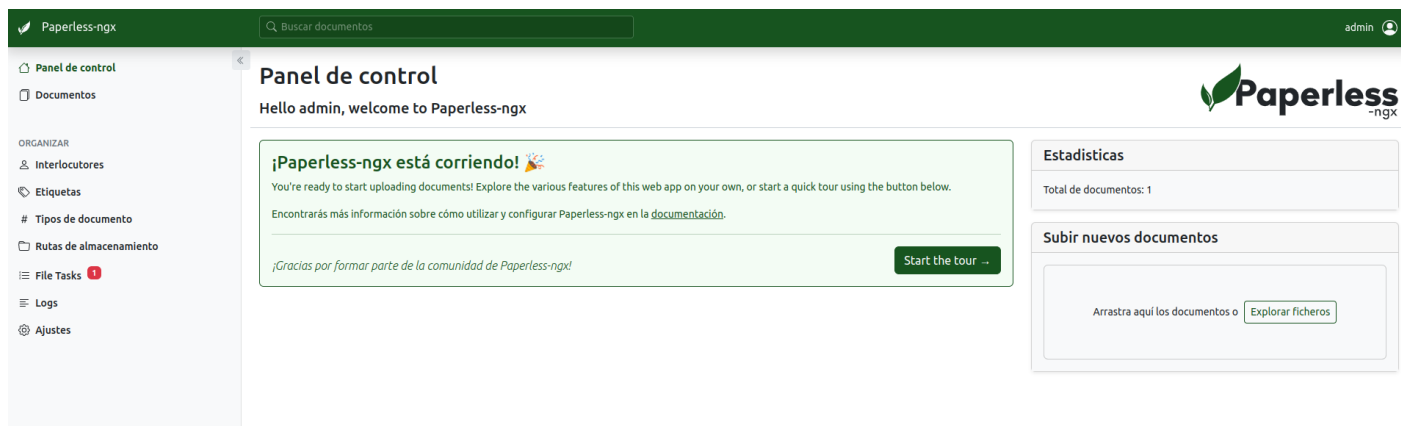 Paperless-ngx
Buscar documentos
admin
Panel de control
Documentos
ORGANIZAR
Interlocutores
Etiquetas
# Tipos de documento
Rutas de almacenamiento
File Tasks 1
Logs
Ajustes
«
Panel de control
Hello admin, welcome to Paperless-ngx
Paperless
-ngx
¡Paperless-ngx está corriendo! 🎉
You're ready to start uploading documents! Explore the various features of this web app on your own, or start a quick tour using the button below.
Encontrarás más información sobre cómo utilizar y configurar Paperless-ngx en la documentación.
¡Gracias por formar parte de la comunidad de Paperless-ngx!
Start the tour →
Estadisticas
Total de documentos: 1
Subir nuevos documentos
Arrastra aquí los documentos o Explorar ficheros